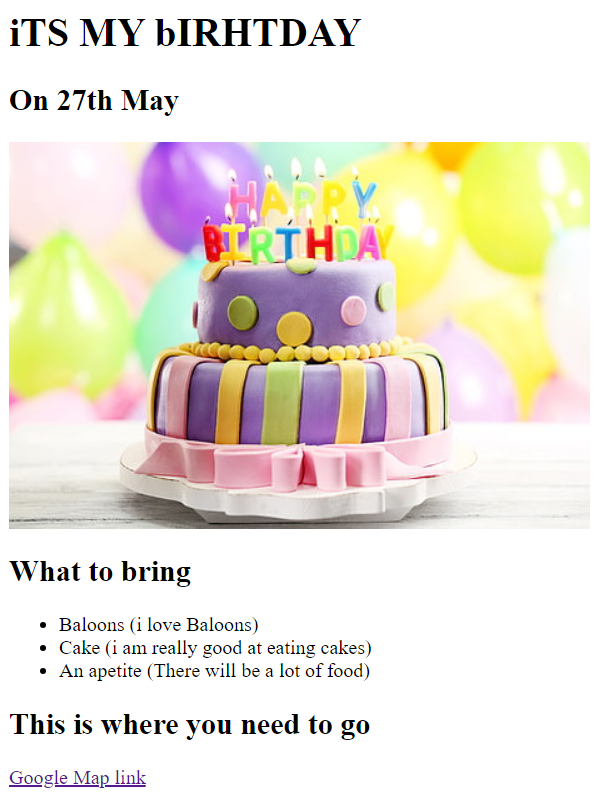 iTS MY bIRHTDAY
On 27th May
HAPPY
BIRTHDAY
What to bring
Baloons (i love Baloons)
Cake (i am really good at eating cakes)
An apetite (There will be a lot of food)
This is where you need to go
Google Map link